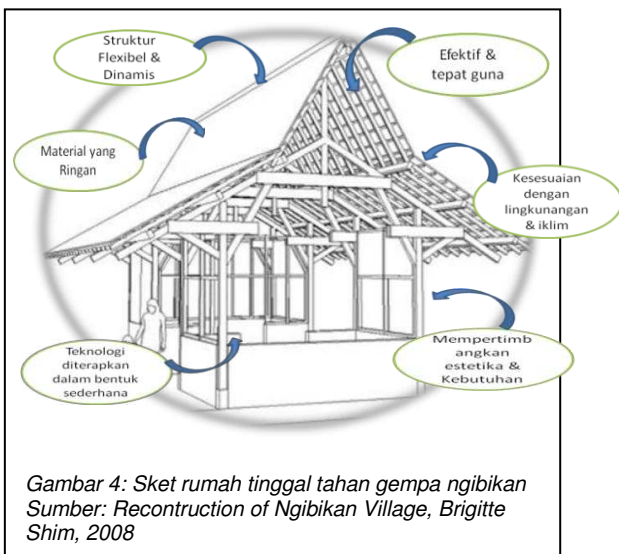 Struktur
Flexibel &
Dinamis
Efektif &
tepat guna
Material yang
Ringan
Kesesuaian
dengan
lingkunangan
& iklim
Teknologi
diterapkan
dalam bentuk
sederhana
Mempertimb
angkan
estetika &
Kebutuhan
Gambar 4: Sket rumah tinggal tahan gempa ngibikan
Sumber: Recontruction of Ngibikan Village, Brigitte
Shim, 2008